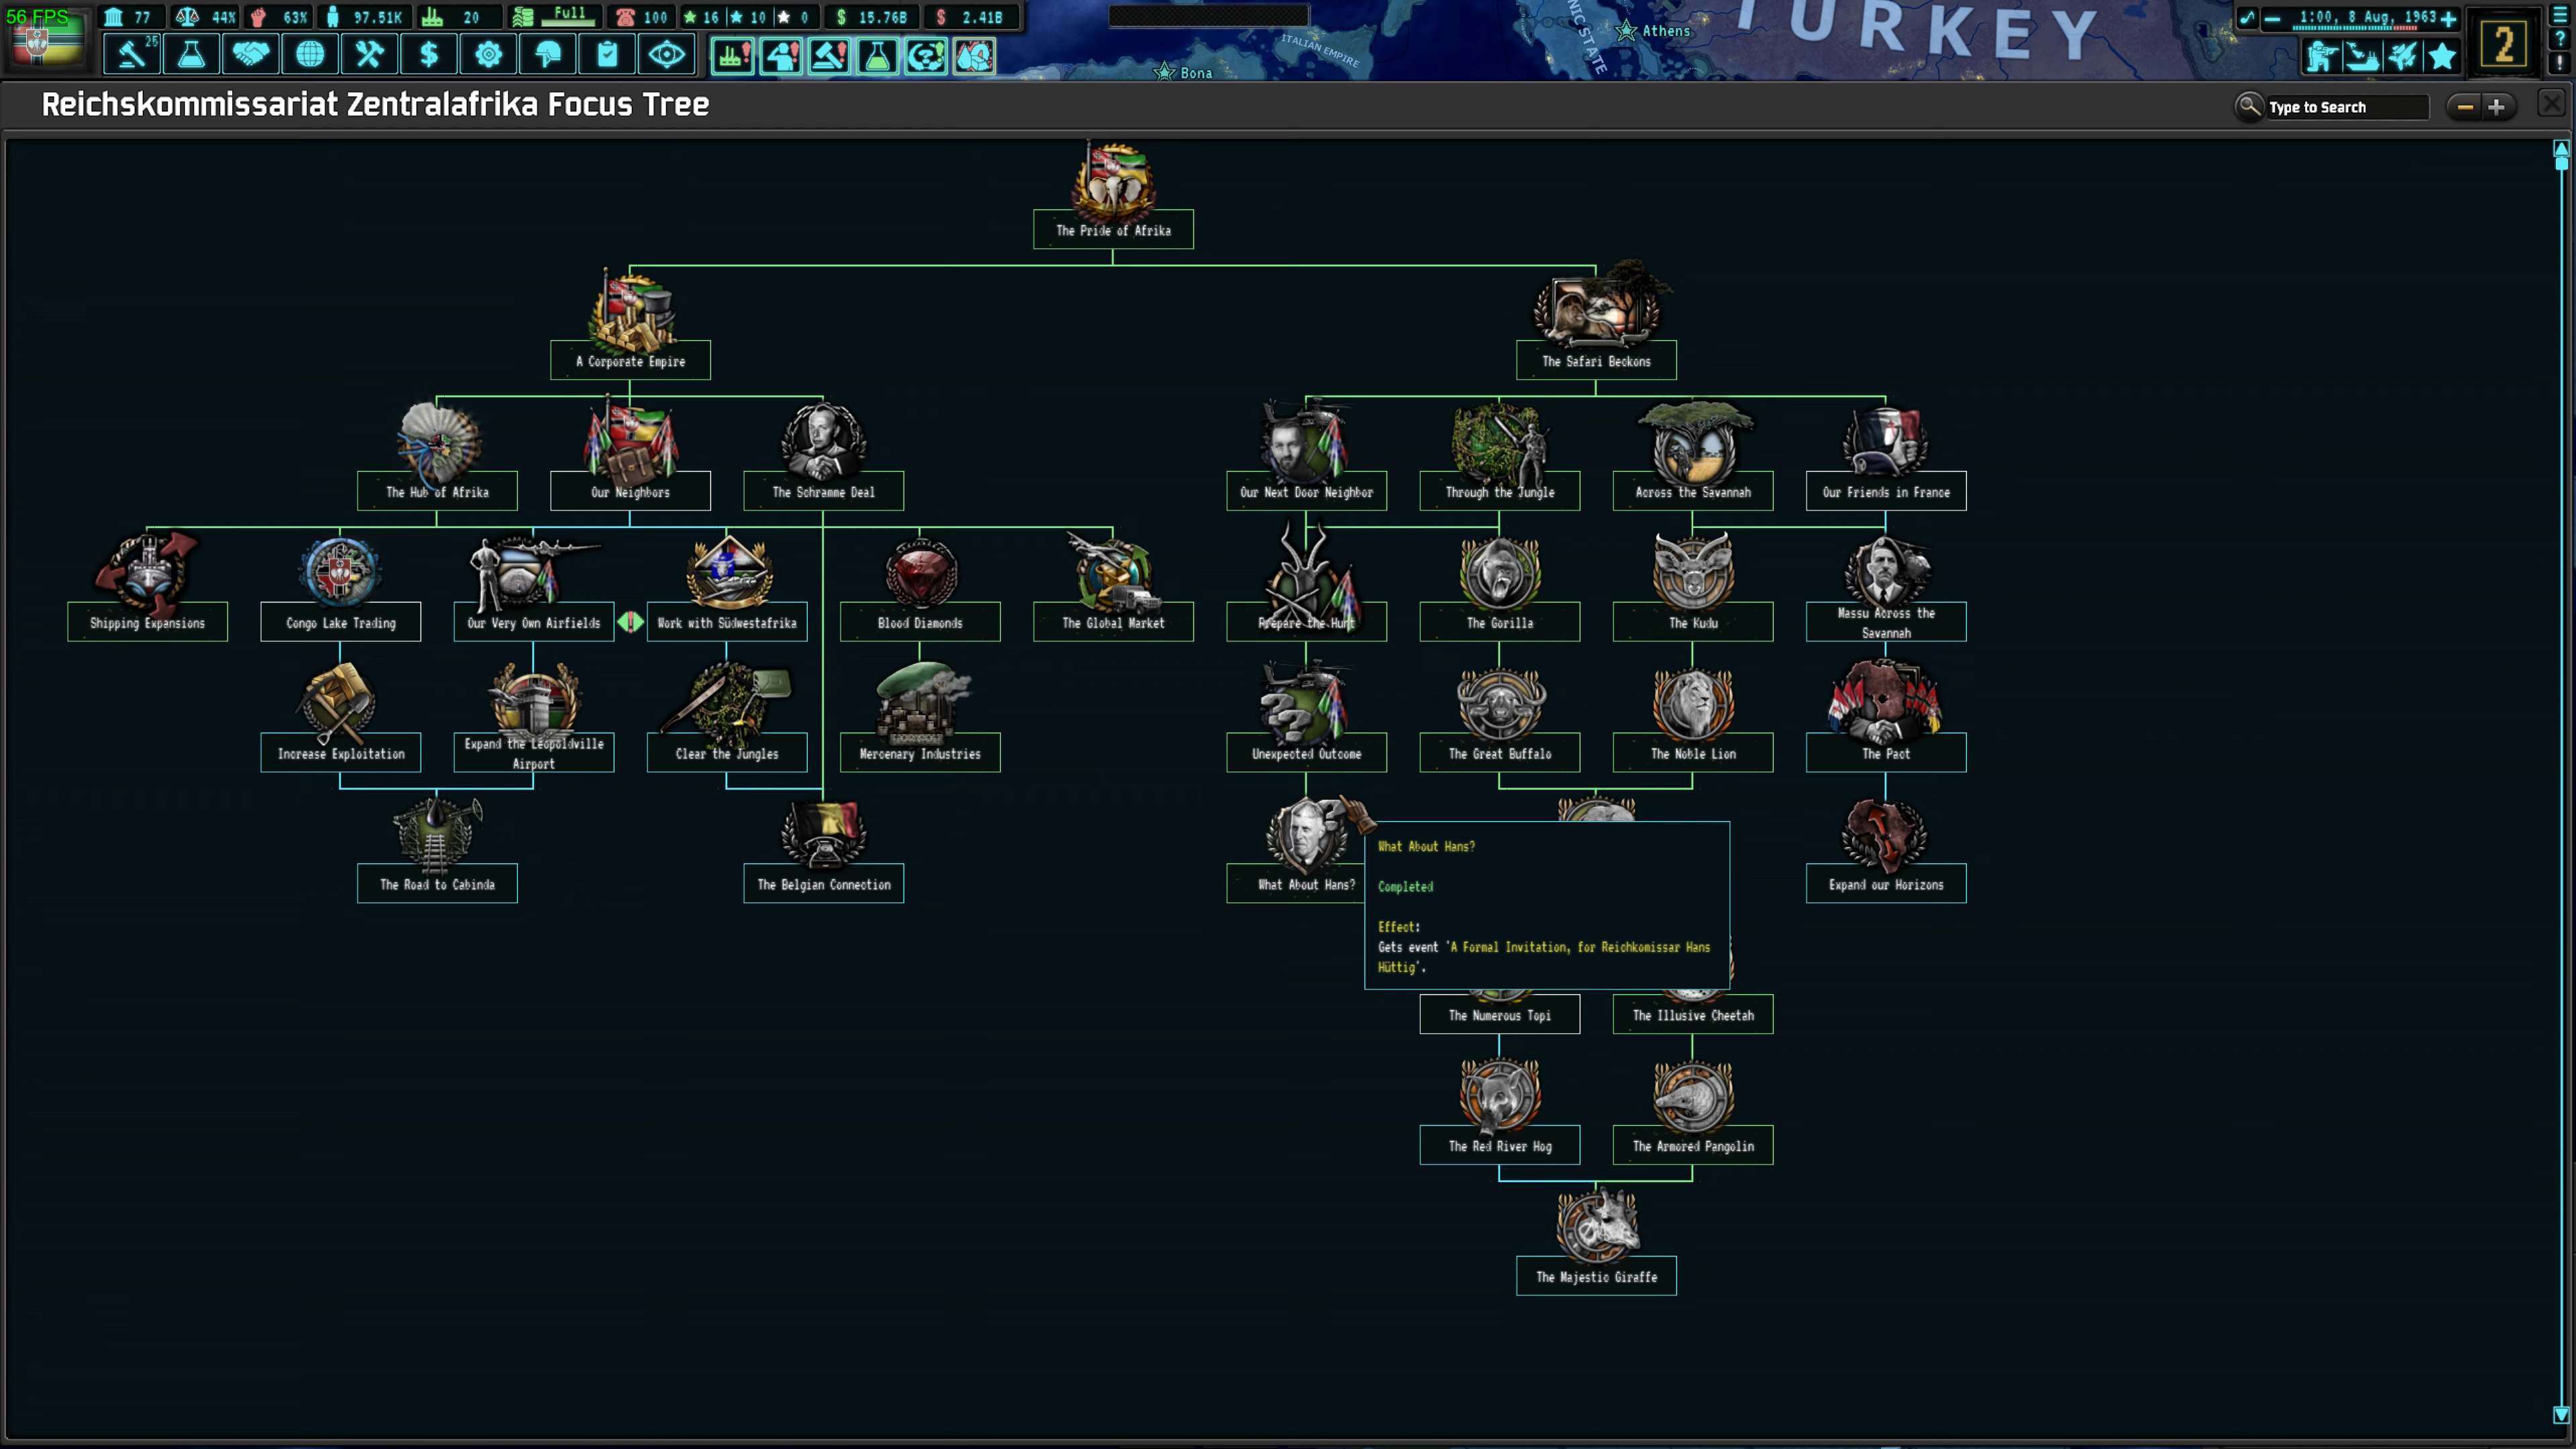 56 FPS
77
44%
63%
97.51K
20
Full
100
16
10
0
$ 15.76B
$ 2.41B
25
1:00, 8 Aug, 1963
2
ITALIAN EMPIRE
Athens
TURKEY
Bona
Reichskommissariat Zentralafrika Focus Tree
Type to Search
The Pride of Afrika
A Corporate Empire
The Safari Beckons
The Hub of Afrika
Our Neighbors
The Schramme Deal
Our Next Door Neighbor
Through the Jungle
Across the Savannah
Our Friends in France
Shipping Expansions
Congo Lake Trading
Our Very Own Airfields
Work with Südwestafrika
Blood Diamonds
The Global Market
Prepare the Hunt
The Gorilla
The Kudu
Massu Across the
Savannah
Increase Exploitation
Expand the Leopoldville
Airport
Clear the Jungles
Mercenary Industries
Unexpected Outcome
The Great Buffalo
The Noble Lion
The Pact
The Road to Cabinda
The Belgian Connection
What About Hans?
Expand our Horizons
What About Hans?
Completed
Effect:
Gets event 'A Formal Invitation, for Reichkomissar Hans
Hüttig'.
The Numerous Topi
The Illusive Cheetah
The Red River Hog
The Armored Pangolin
The Majestic Giraffe